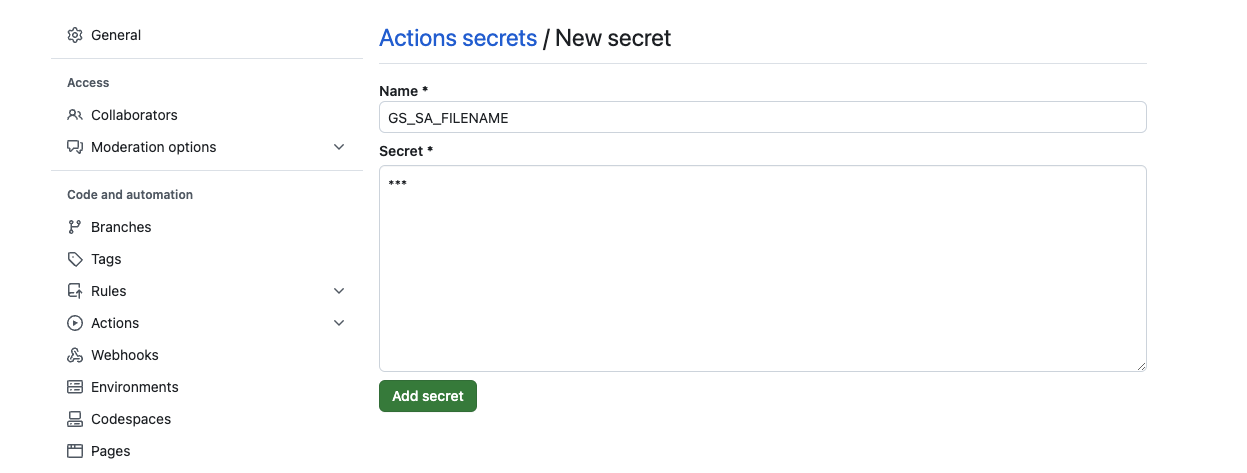 General
Access
Collaborators
Moderation options
Code and automation
Branches
Tags
Rules
Actions
Webhooks
Environments
Codespaces
Pages
Actions secrets / New secret
Name *
GS_SA_FILENAME
Secret *
***
Add secret